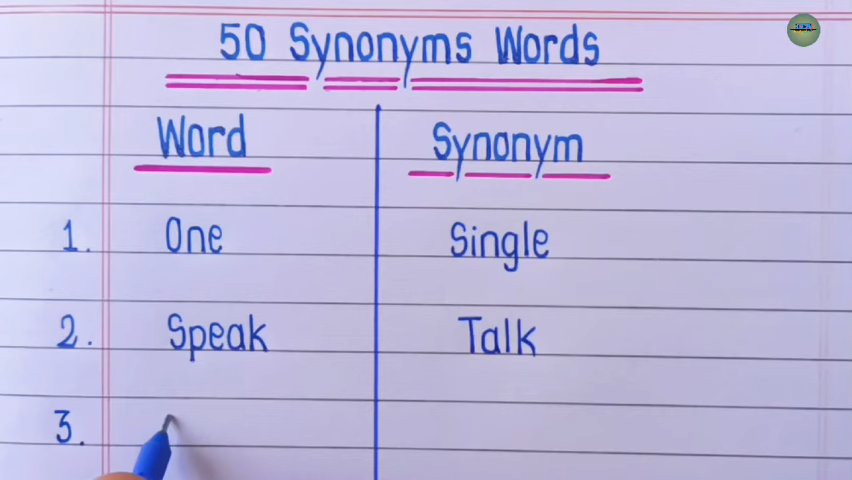 50 Synonyms Words
Word Synonym
1. One Single
2. Speak Talk
3.